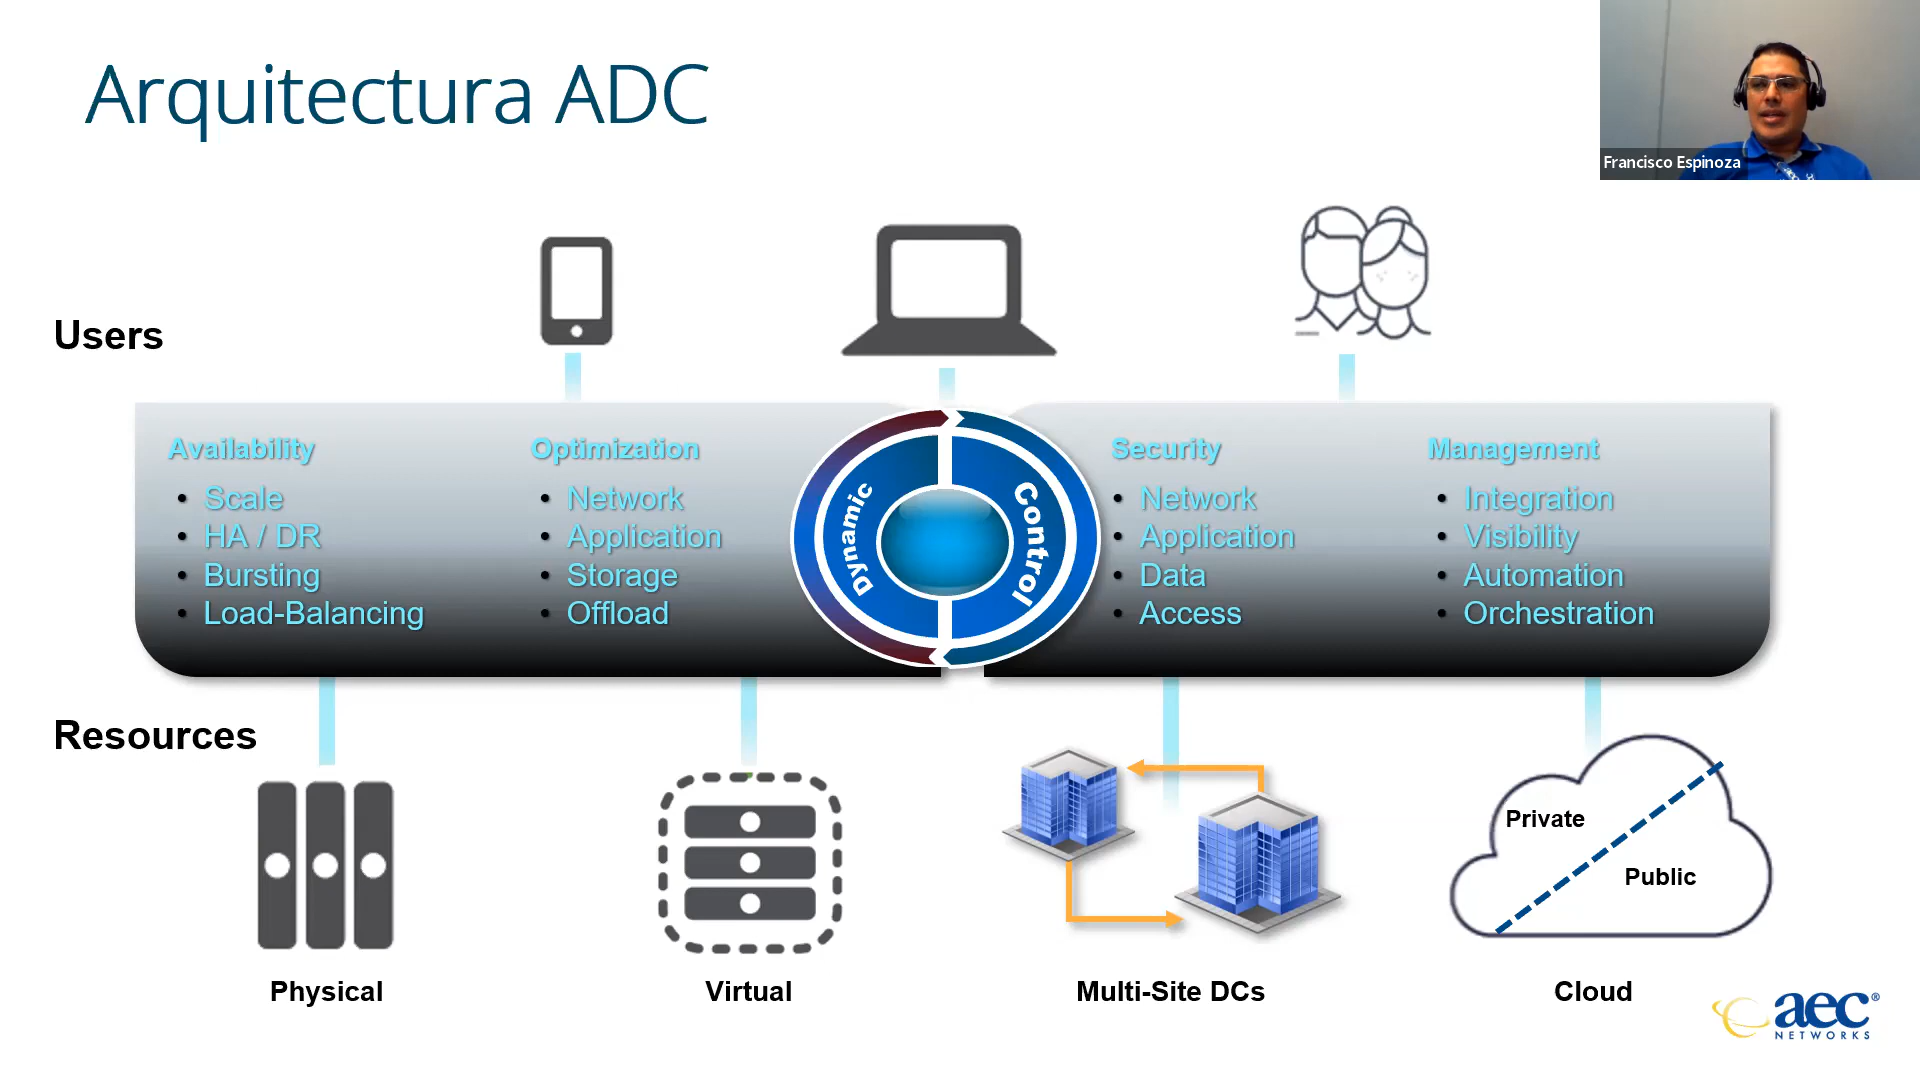 Arquitectura ADC
Francisco Espinoza
Users
Availability
• Scale
• HA / DR
• Bursting
• Load-Balancing
Optimization
• Network
• Application
• Storage
• Offload
Dynamic
Control
Security
• Network
• Application
• Data
• Access
Management
• Integration
• Visibility
• Automation
• Orchestration
Resources
Private
Public
Physical
Virtual
Multi-Site DCs
Cloud
aec®
NETWORKS